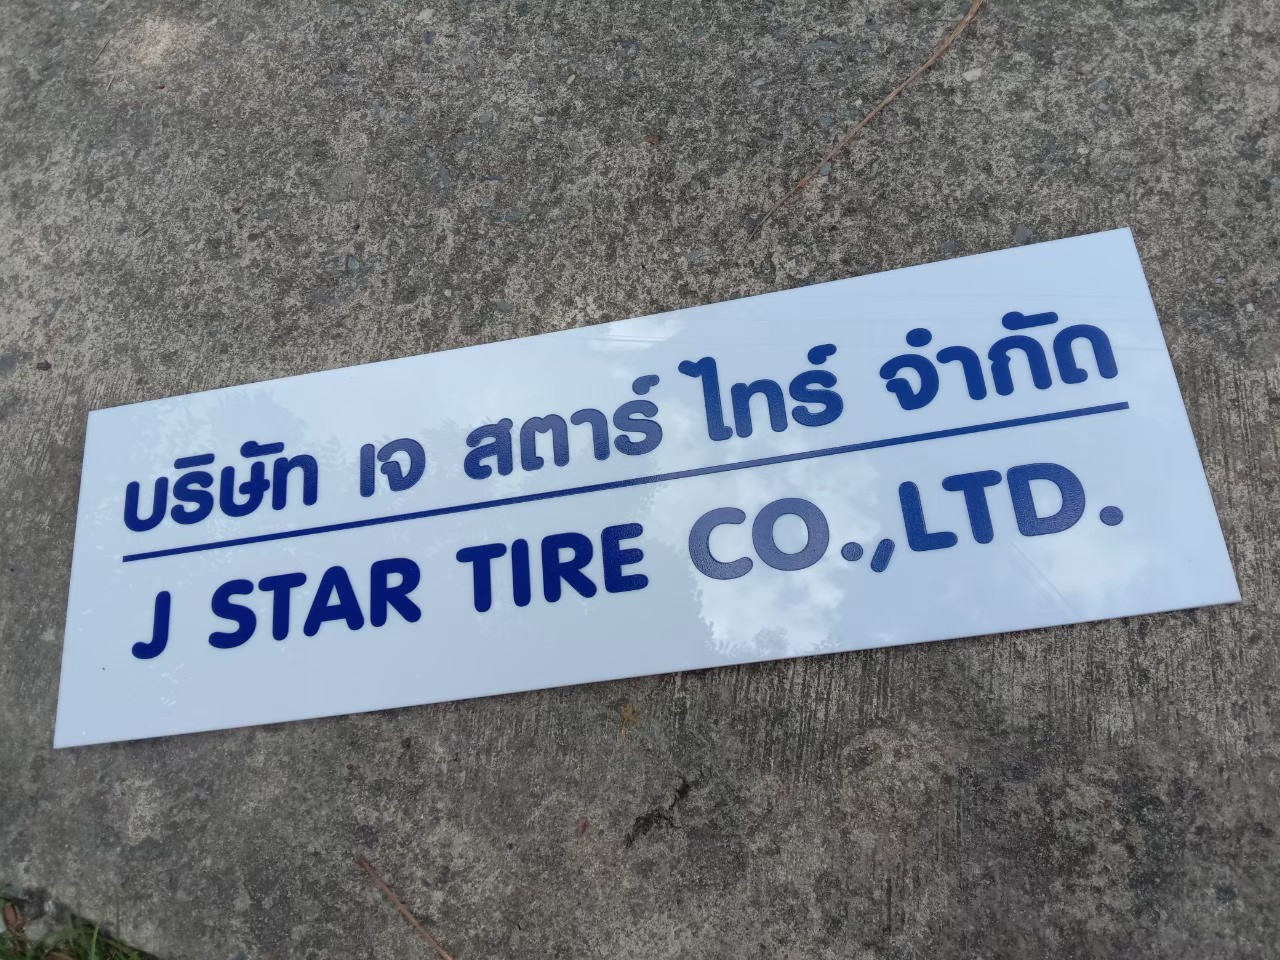 บริษัท เจ สตาร์ ไทร์ จำกัด
J STAR TIRE CO.,LTD.